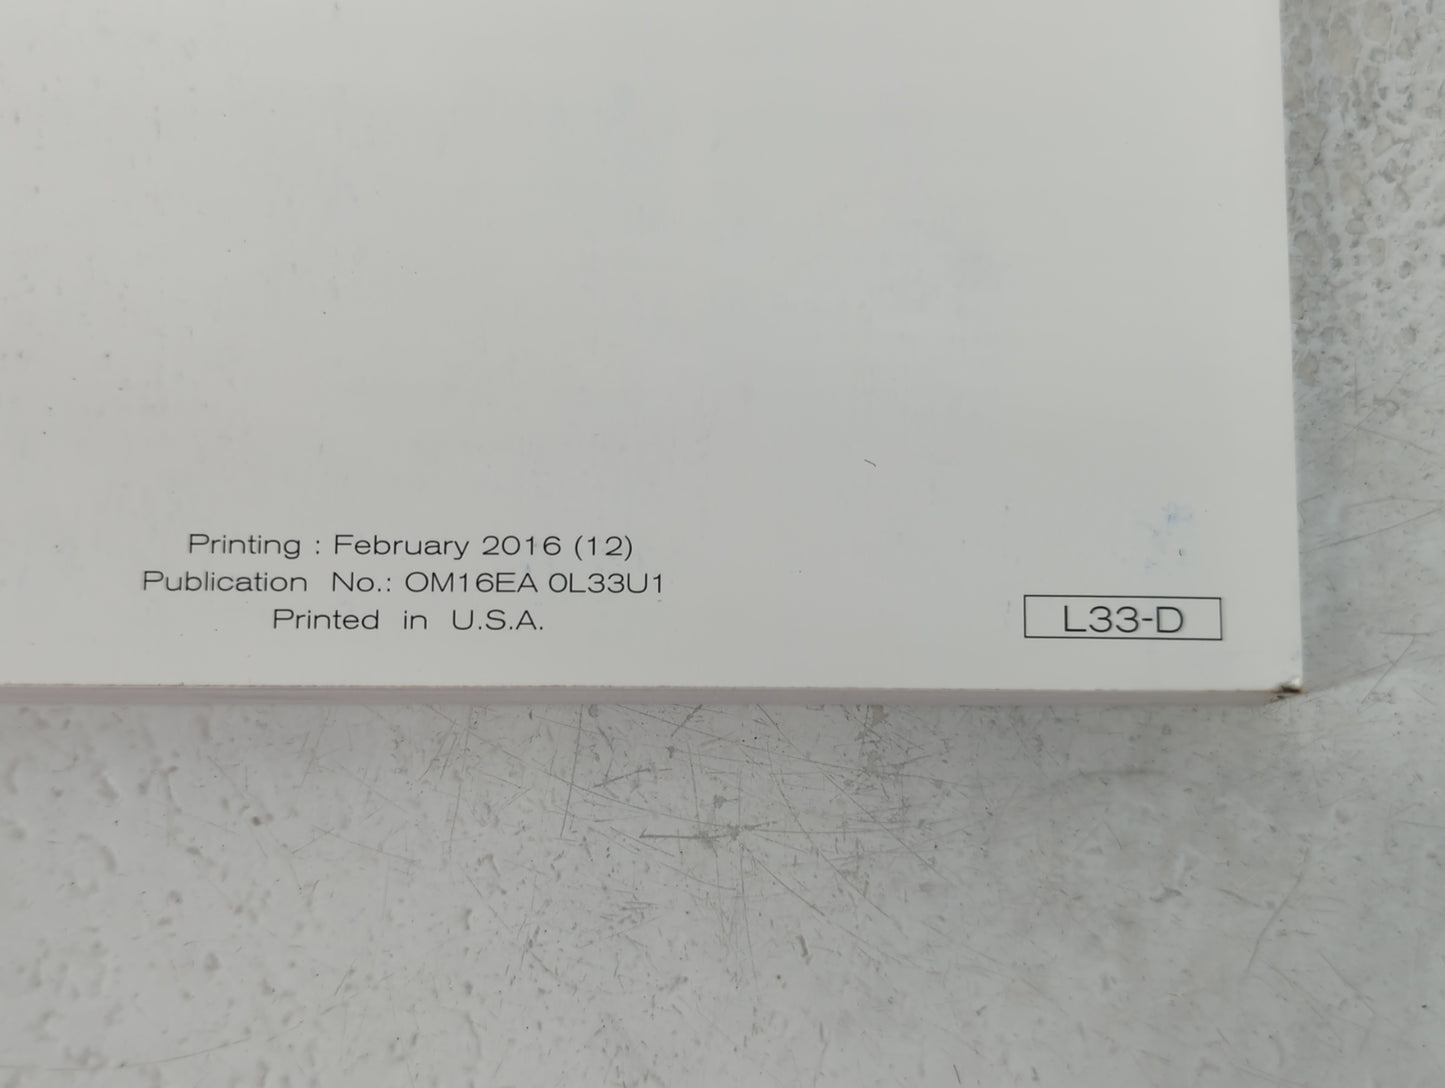 Printing : February 2016 (12)
Publication No.: OM16EA 0L33U1
Printed in U.S.A.
L33-D